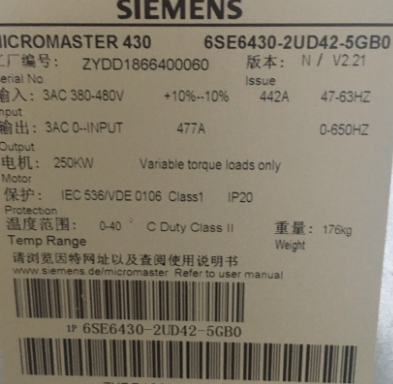 SIEMENS
MICROMASTER 430 6SE6430-2UD42-5GB0
工厂编号: ZYDD1866400060 版本: N / V2.21
Serial No Issue
输入: 3AC 380-480V +10%--10% 442A 47-63HZ
Input
输出: 3AC 0--INPUT 477A 0-650HZ
Output
电机: 250KW Variable torque loads only
Motor
保护: IEC 536/VDE 0106 Class1 IP20
Protection
温度范围: 0-40 ° C Duty Class II 重量: 176kg
Temp Range Weight
请浏览因特网址以及查阅使用说明书
www.siemens.de/micromaster Refer to user manual
1P 6SE6430-2UD42-5GB0